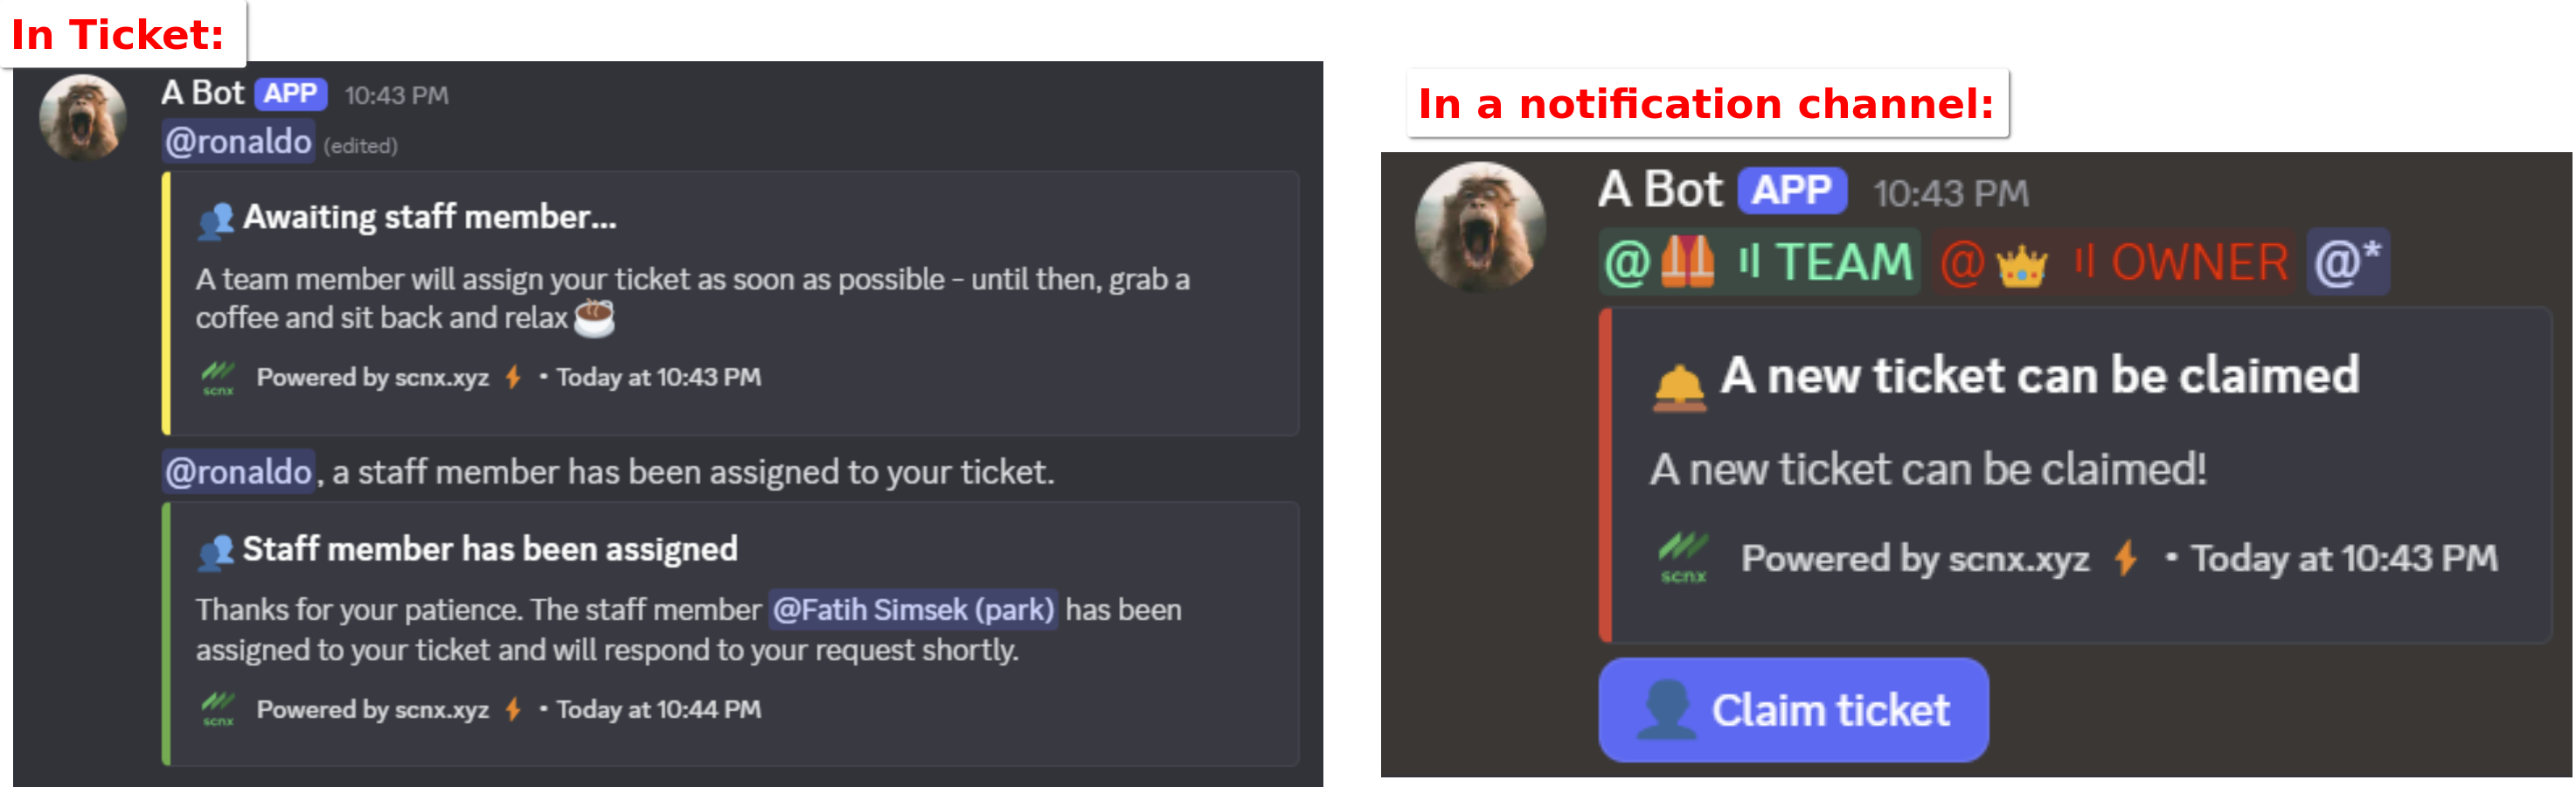 In Ticket:
A Bot APP 10:43 PM
@ronaldo (edited)
👥 Awaiting staff member...
A team member will assign your ticket as soon as possible – until then, grab a
coffee and sit back and relax ☕
scnx Powered by scnx.xyz ⚡ • Today at 10:43 PM
@ronaldo, a staff member has been assigned to your ticket.
👥 Staff member has been assigned
Thanks for your patience. The staff member @Fatih Simsek (park) has been
assigned to your ticket and will respond to your request shortly.
scnx Powered by scnx.xyz ⚡ • Today at 10:44 PM
In a notification channel:
A Bot APP 10:43 PM
@🦺 ıl TEAM @👑 ıl OWNER @*
🛎️ A new ticket can be claimed
A new ticket can be claimed!
scnx Powered by scnx.xyz ⚡ • Today at 10:43 PM
👤 Claim ticket